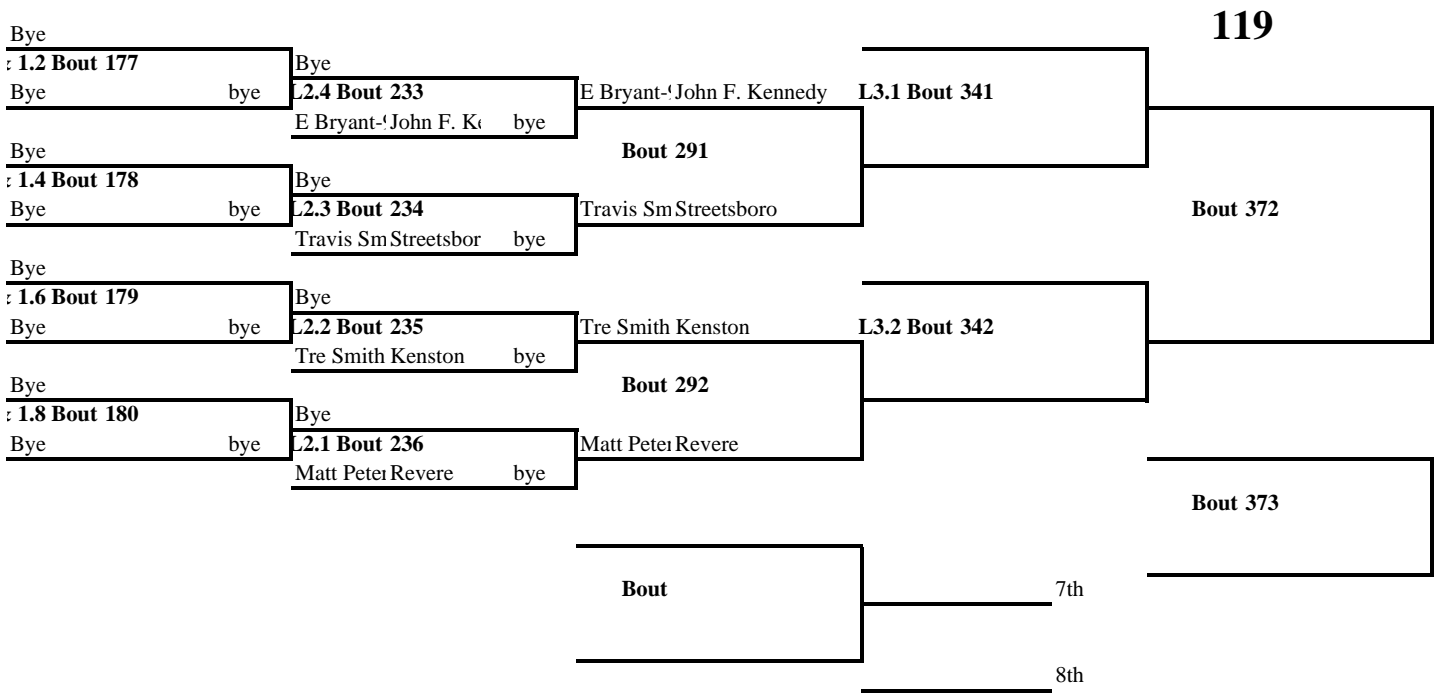 119
Bye
1.2 Bout 177 Bye
Bye bye L2.4 Bout 233 E Bryant- John F. Kennedy L3.1 Bout 341
E Bryant- John F. bye
Bye Bout 291
1.4 Bout 178 Bye
Bye bye L2.3 Bout 234 Travis Sm Streetsboro Bout 372
Travis Sm Streetsbor bye
Bye
1.6 Bout 179 Bye
Bye bye L2.2 Bout 235 Tre Smith Kenston L3.2 Bout 342
Tre Smith Kenston bye
Bye Bout 292
1.8 Bout 180 Bye
Bye bye L2.1 Bout 236 Matt Peter Revere
Matt Peter Revere bye
Bout 373
Bout 7th
8th